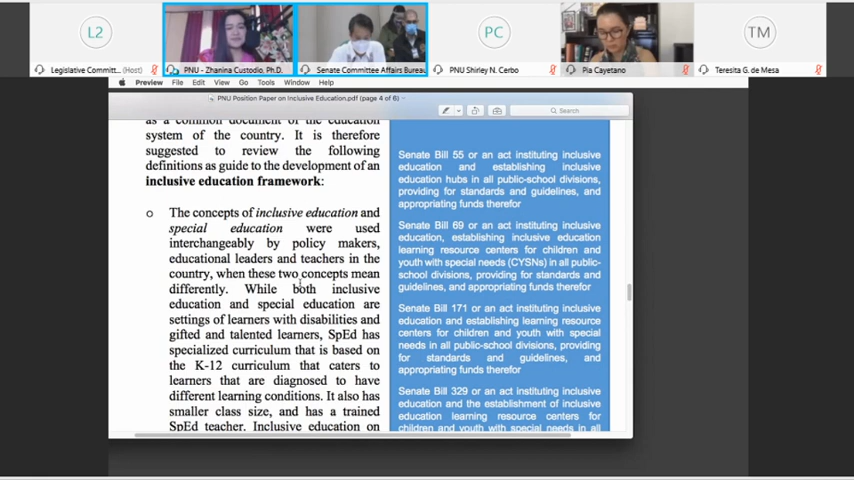 L2
PC
TM
Legislative Committ... (Host)
PNU - Zhanina Custodio, Ph.D.
Senate Committee Affairs Bureau
PNU Shirley N. Cerbo
Pia Cayetano
Teresita G. de Mesa
Preview File Edit View Go Tools Window Help
PNU Position Paper on Inclusive Education.pdf (page 4 of 6)
Search
as a common document of the education
system of the country. It is therefore
suggested to review the following
definitions as guide to the development of an
inclusive education framework:
o The concepts of inclusive education and
special education were used
interchangeably by policy makers,
educational leaders and teachers in the
country, when these two concepts mean
differently. While both inclusive
education and special education are
settings of learners with disabilities and
gifted and talented learners, SpEd has
specialized curriculum that is based on
the K-12 curriculum that caters to
learners that are diagnosed to have
different learning conditions. It also has
smaller class size, and has a trained
SpEd teacher. Inclusive education on
Senate Bill 55 or an act instituting inclusive
education and establishing inclusive
education hubs in all public-school divisions,
providing for standards and guidelines, and
appropriating funds therefor
Senate Bill 69 or an act instituting inclusive
education, establishing inclusive education
learning resource centers for children and
youth with special needs (CYSNs) in all public-
school divisions, providing for standards and
guidelines, and appropriating funds therefor
Senate Bill 171 or an act instituting inclusive
education and establishing learning resource
centers for children and youth with special
needs in all public-school divisions, providing
for standards and guidelines, and
appropriating funds therefor
Senate Bill 329 or an act instituting inclusive
education and the establishment of inclusive
education learning resource centers for
children and youth with special needs in all